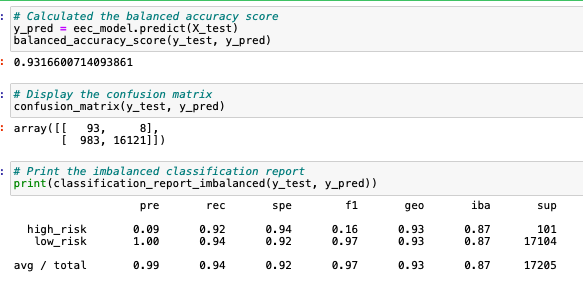 : # Calculated the balanced accuracy score
y_pred = eec_model.predict(X_test)
balanced_accuracy_score(y_test, y_pred)
: 0.9316600714093861
: # Display the confusion matrix
confusion_matrix(y_test, y_pred)
: array([[   93,     8],
       [  983, 16121]])
: # Print the imbalanced classification report
print(classification_report_imbalanced(y_test, y_pred))
pre rec spe f1 geo iba sup
high_risk 0.09 0.92 0.94 0.16 0.93 0.87 101
low_risk 1.00 0.94 0.92 0.97 0.93 0.87 17104
avg / total 0.99 0.94 0.92 0.97 0.93 0.87 17205